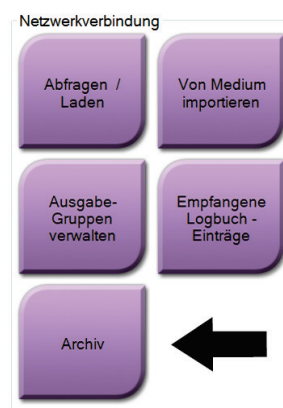 Netzwerkverbindung
Abfragen /
Laden
Von Medium
importieren
Ausgabe-
Gruppen
verwalten
Empfangene
Logbuch -
Einträge
Archiv